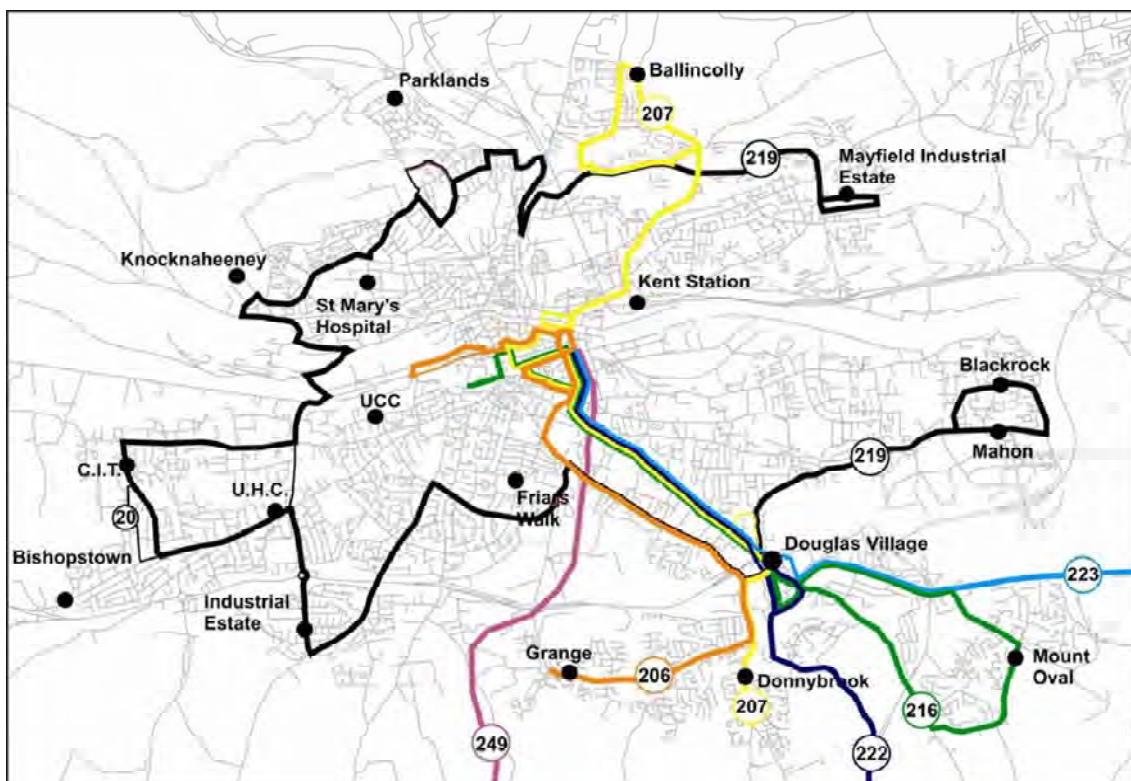 Parklands
Ballincolly
207
219
Mayfield Industrial
Estate
Knocknaheeney
St Mary's
Hospital
Kent Station
Blackrock
UCC
Mahon
219
C.I.T.
U.H.C.
Friars
Walk
20
Bishopstown
Douglas Village
223
Industrial
Estate
Grange
206
Donnybrook
Mount
Oval
207
216
249
222